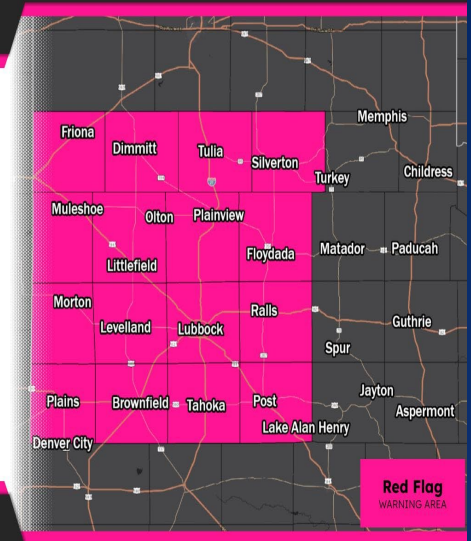 Memphis
Friona
Dimmitt
Tulia
Silverton
Childress
Turkey
Muleshoe
Olton
Plainview
Floydada
Matador
Paducah
Littlefield
Morton
Ralls
Levelland
Lubbock
Guthrie
Spur
Jayton
Plains
Brownfield
Tahoka
Post
Aspermont
Lake Alan Henry
Denver City
Red Flag
WARNING AREA